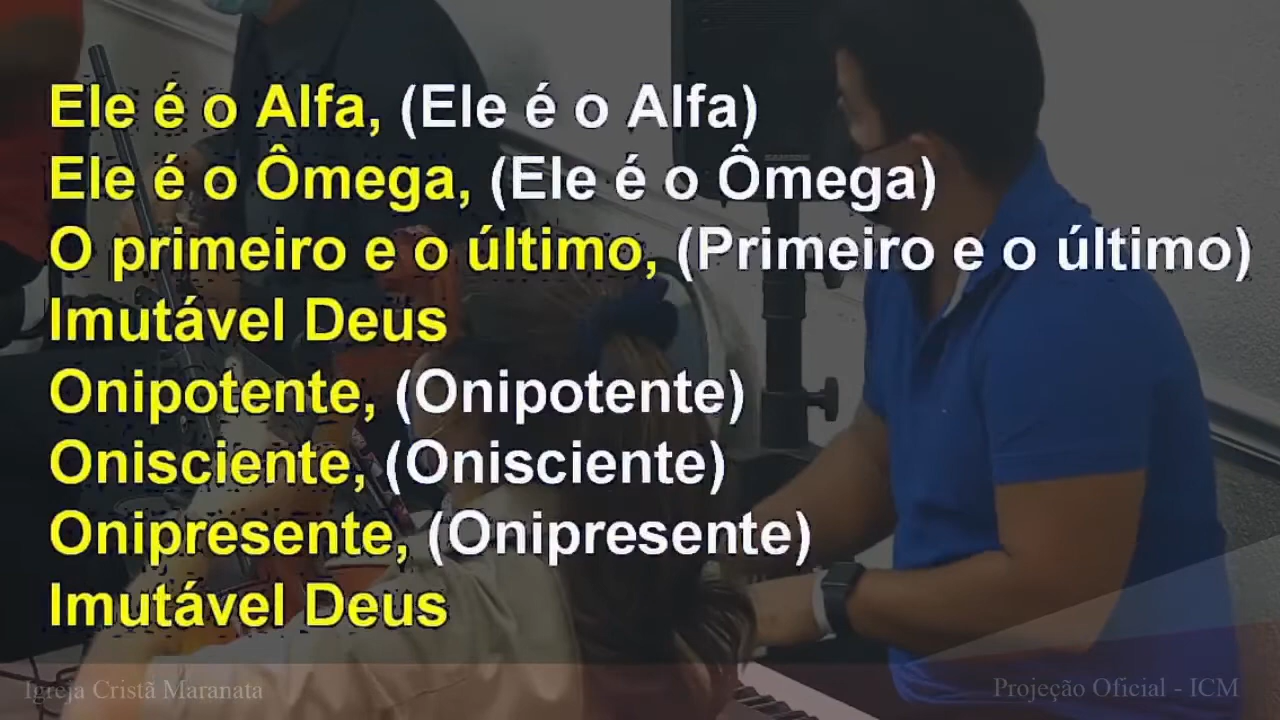 Ele é o Alfa, (Ele é o Alfa)
Ele é o Ômega, (Ele é o Ômega)
O primeiro e o último, (Primeiro e o último)
Imutável Deus
Onipotente, (Onipotente)
Onisciente, (Onisciente)
Onipresente, (Onipresente)
Imutável Deus
Igreja Cristã Maranata
Projeção Oficial - ICM